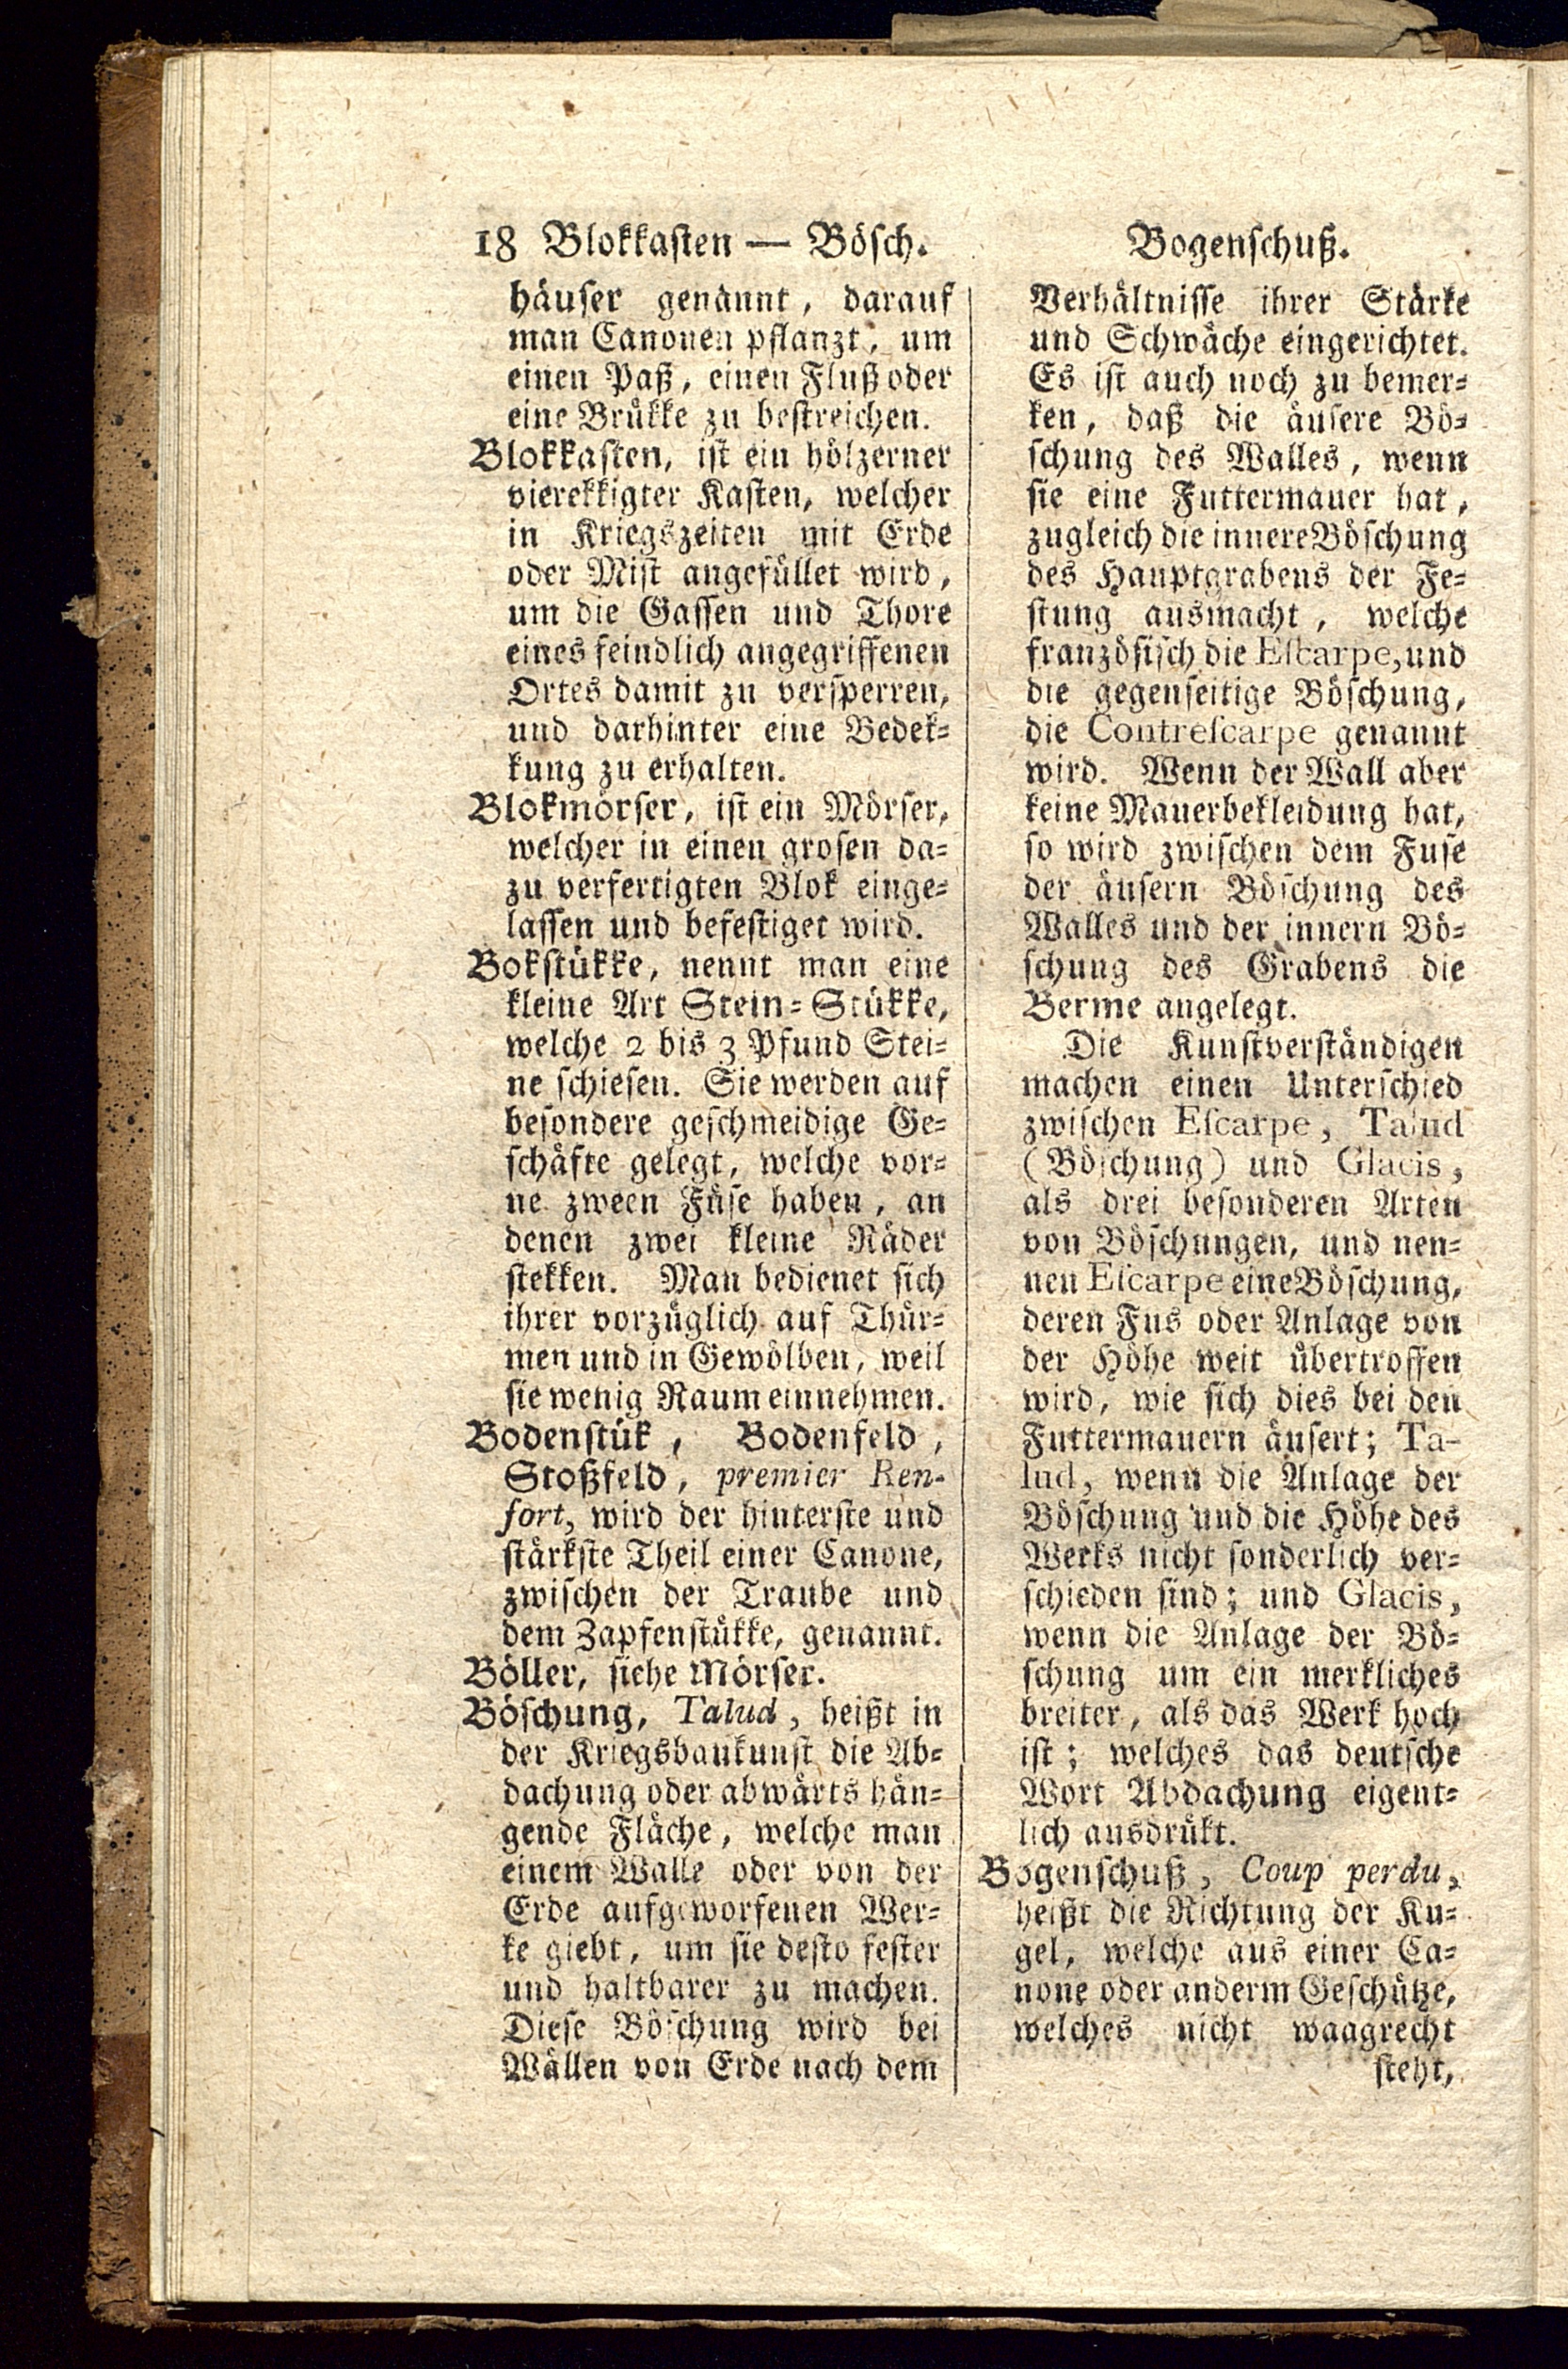 18 Blokkasten — Bösch.
häuser genannt, darauf
man Canonen pflanzt, um
einen Paß, einen Fluß oder
eine Brükke zu bestreichen.
Blokkasten, ist ein hölzerner
vierekkigter Kasten, welcher
in Kriegszeiten mit Erde
oder Mist angefüllet wird,
um die Gassen und Thore
eines feindlich angegriffenen
Ortes damit zu versperren,
und darhinter eine Bedek-
kung zu erhalten.
Blokmörser, ist ein Mörser,
welcher in einen grosen da-
zu verfertigten Blok einge-
lassen und befestiget wird.
Bokstükke, nennt man eine
kleine Art Stein-Stükke,
welche 2 bis 3 Pfund Stei-
ne schiesen. Sie werden auf
besondere geschmeidige Ge-
schäfte gelegt, welche vor-
ne zween Füse haben, an
denen zwei kleine Räder
stekken. Man bedienet sich
ihrer vorzüglich auf Thür-
men und in Gewölben, weil
sie wenig Raum einnehmen.
Bodenstük, Bodenfeld,
Stoßfeld, premier Ren-
fort, wird der hinterste und
stärkste Theil einer Canone,
zwischen der Traube und
dem Zapfenstükke, genannt.
Böller, siehe Mörser.
Böschung, Talud, heißt in
der Kriegsbaukunst die Ab-
dachung oder abwärts hän-
gende Fläche, welche man
einem Walle oder von der
Erde aufgeworfenen Wer-
ke giebt, um sie desto fester
und haltbarer zu machen.
Diese Böschung wird bei
Wällen von Erde nach dem
Bogenschuß.
Verhältnisse ihrer Stärke
und Schwäche eingerichtet.
Es ist auch noch zu bemer-
ken, daß die äusere Bö-
schung des Walles, wenn
sie eine Futtermauer hat,
zugleich die innere Böschung
des Hauptgrabens der Fe-
stung ausmacht, welche
französisch die Eſcarpe, und
die gegenseitige Böschung,
die Contreſcarpe genannt
wird. Wenn der Wall aber
keine Mauerbekleidung hat,
so wird zwischen dem Fuse
der äusern Böschung des
Walles und der innern Bö-
schung des Grabens die
Berme angelegt.
Die Kunstverständigen
machen einen Unterschied
zwischen Eſcarpe, Talud
(Böschung) und Glacis,
als drei besonderen Arten
von Böschungen, und nen-
nen Eſcarpe eine Böschung,
deren Fus oder Anlage von
der Höhe weit übertroffen
wird, wie sich dies bei den
Futtermauern äusert; Ta-
lud, wenn die Anlage der
Böschung und die Höhe des
Werks nicht sonderlich ver-
schieden sind; und Glacis,
wenn die Anlage der Bö-
schung um ein merkliches
breiter, als das Werk hoch
ist; welches das deutsche
Wort Abdachung eigent-
lich ausdrükt.
Bogenschuß, Coup perdu,
heißt die Richtung der Ku-
gel, welche aus einer Ca-
none oder anderm Geschütze,
welches nicht waagrecht
steht,